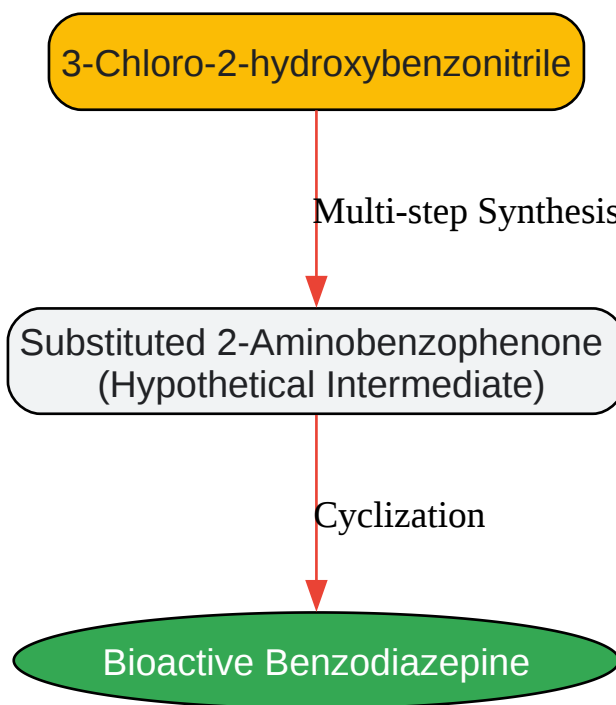 3-Chloro-2-hydroxybenzonitrile
Multi-step Synthesis
Substituted 2-Aminobenzophenone
(Hypothetical Intermediate)
Cyclization
Bioactive Benzodiazepine